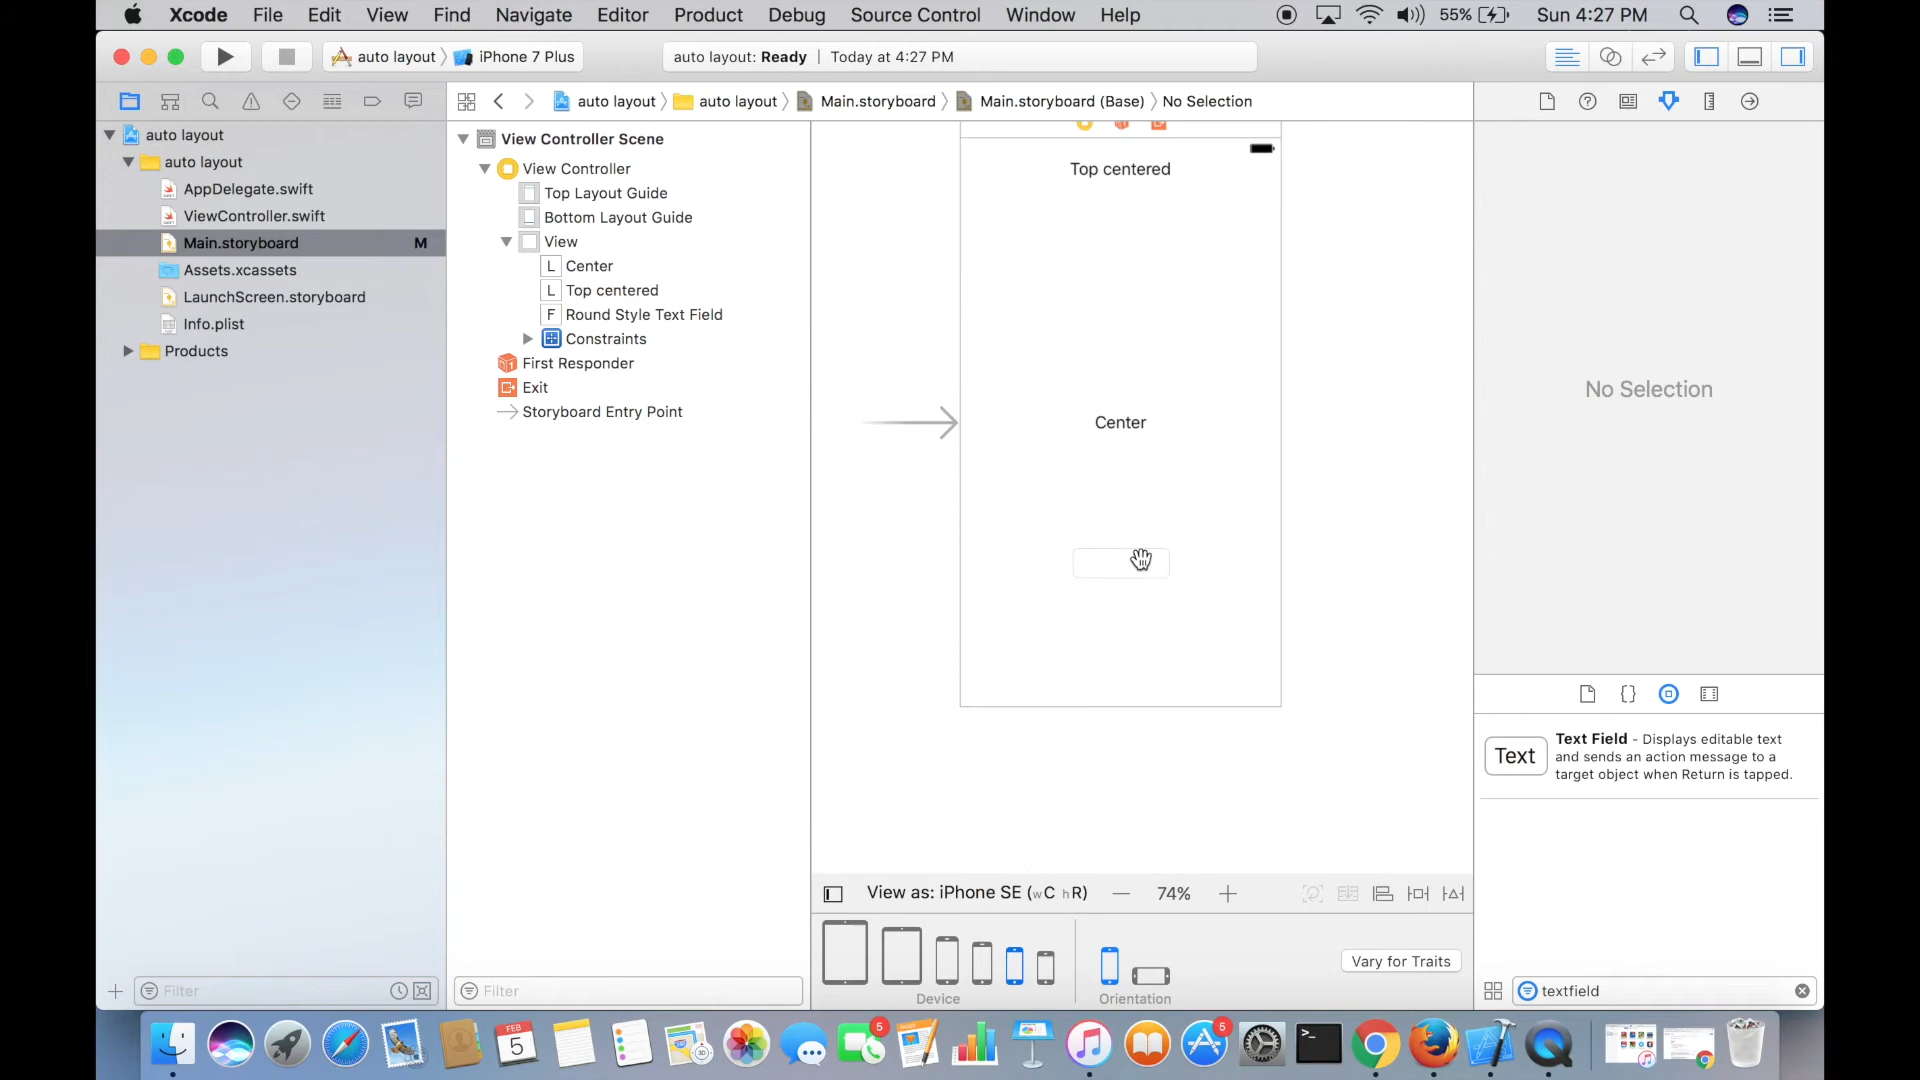 Xcode File Edit View Find Navigate Editor Product Debug Source Control Window Help 55% Sun 4:27 PM
auto layout iPhone 7 Plus auto layout: Ready | Today at 4:27 PM
auto layout auto layout Main.storyboard Main.storyboard (Base) No Selection
auto layout
auto layout
AppDelegate.swift
ViewController.swift
Main.storyboard M
Assets.xcassets
LaunchScreen.storyboard
Info.plist
Products
View Controller Scene
View Controller
Top Layout Guide
Bottom Layout Guide
View
L Center
L Top centered
F Round Style Text Field
Constraints
First Responder
Exit
Storyboard Entry Point
Top centered
Center
No Selection
Text
Text Field - Displays editable text
and sends an action message to a
target object when Return is tapped.
View as: iPhone SE (wC hR) 74%
Device
Orientation
Vary for Traits
Filter
Filter
textfield
FEB
5
5
5